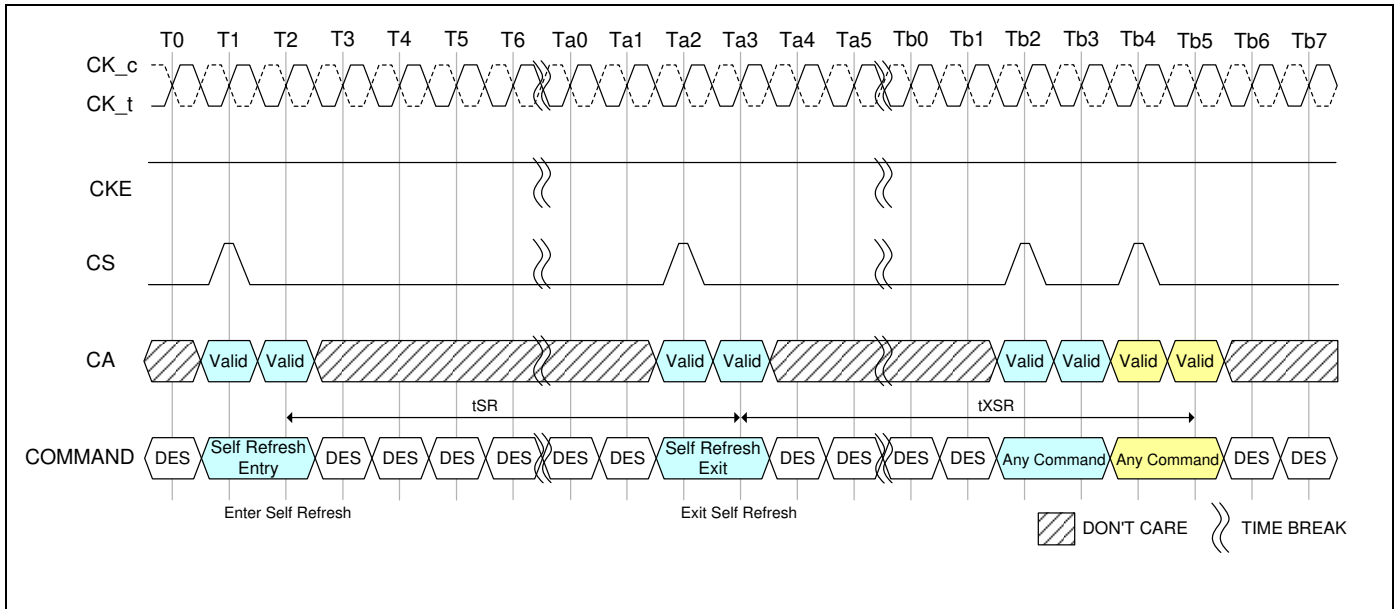 T0 T1 T2 T3 T4 T5 T6 Ta0 Ta1 Ta2 Ta3 Ta4 Ta5 Tb0 Tb1 Tb2 Tb3 Tb4 Tb5 Tb6 Tb7
CK_c
CK_t
CKE
CS
CA Valid Valid Valid Valid Valid Valid Valid Valid
tSR tXSR
COMMAND DES Self Refresh Entry DES DES DES DES DES DES Self Refresh Exit DES DES DES DES Any Command Any Command DES DES
Enter Self Refresh Exit Self Refresh
DON'T CARE TIME BREAK